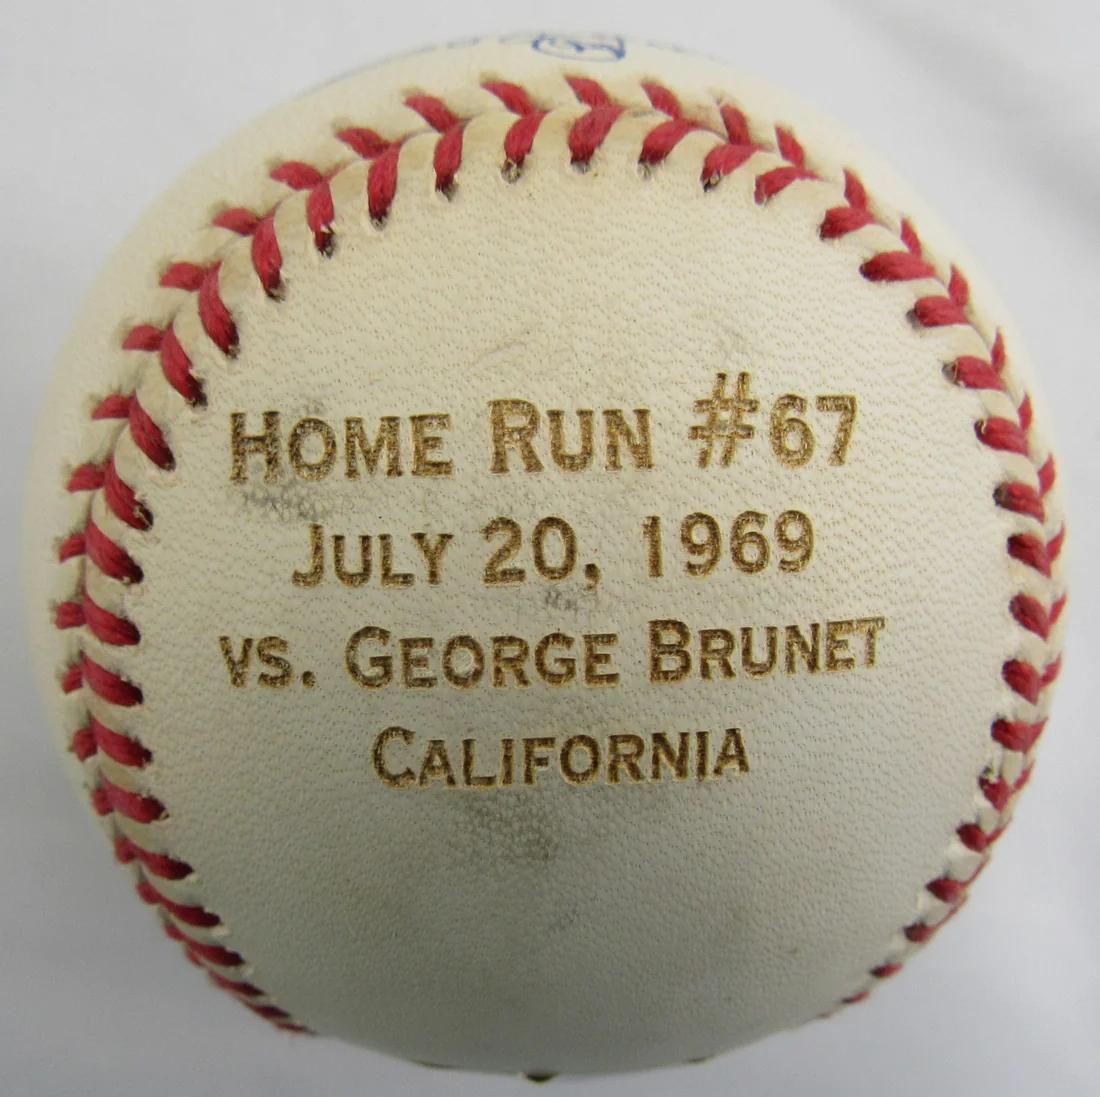 HOME RUN #67
JULY 20, 1969
VS. GEORGE BRUNET
CALIFORNIA